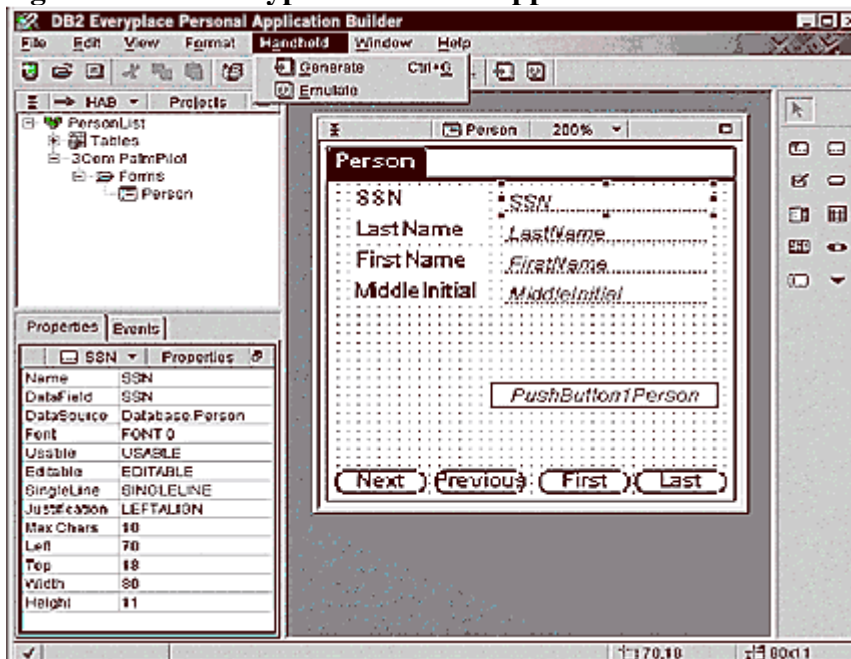 DB2 Everyplace Personal Application Builder
File Edit View Format Handheld Window Help
Generate Ctrl+G
Emulate
HAB Projects
PersonList
Tables
3Com PalmPilot
Forms
Person
Person 200%
Person
SSN SSN
Last Name LastName
First Name FirstName
Middle Initial MiddleInitial
PushButton1Person
Next Previous First Last
Properties Events
SSN Properties
Name SSN
DataField SSN
DataSource Database.Person
Font FONT 0
Usable USABLE
Editable EDITABLE
SingleLine SINGLELINE
Justification LEFTALIGN
Max Chars 10
Left 70
Top 18
Width 80
Height 11
170,18 80x11